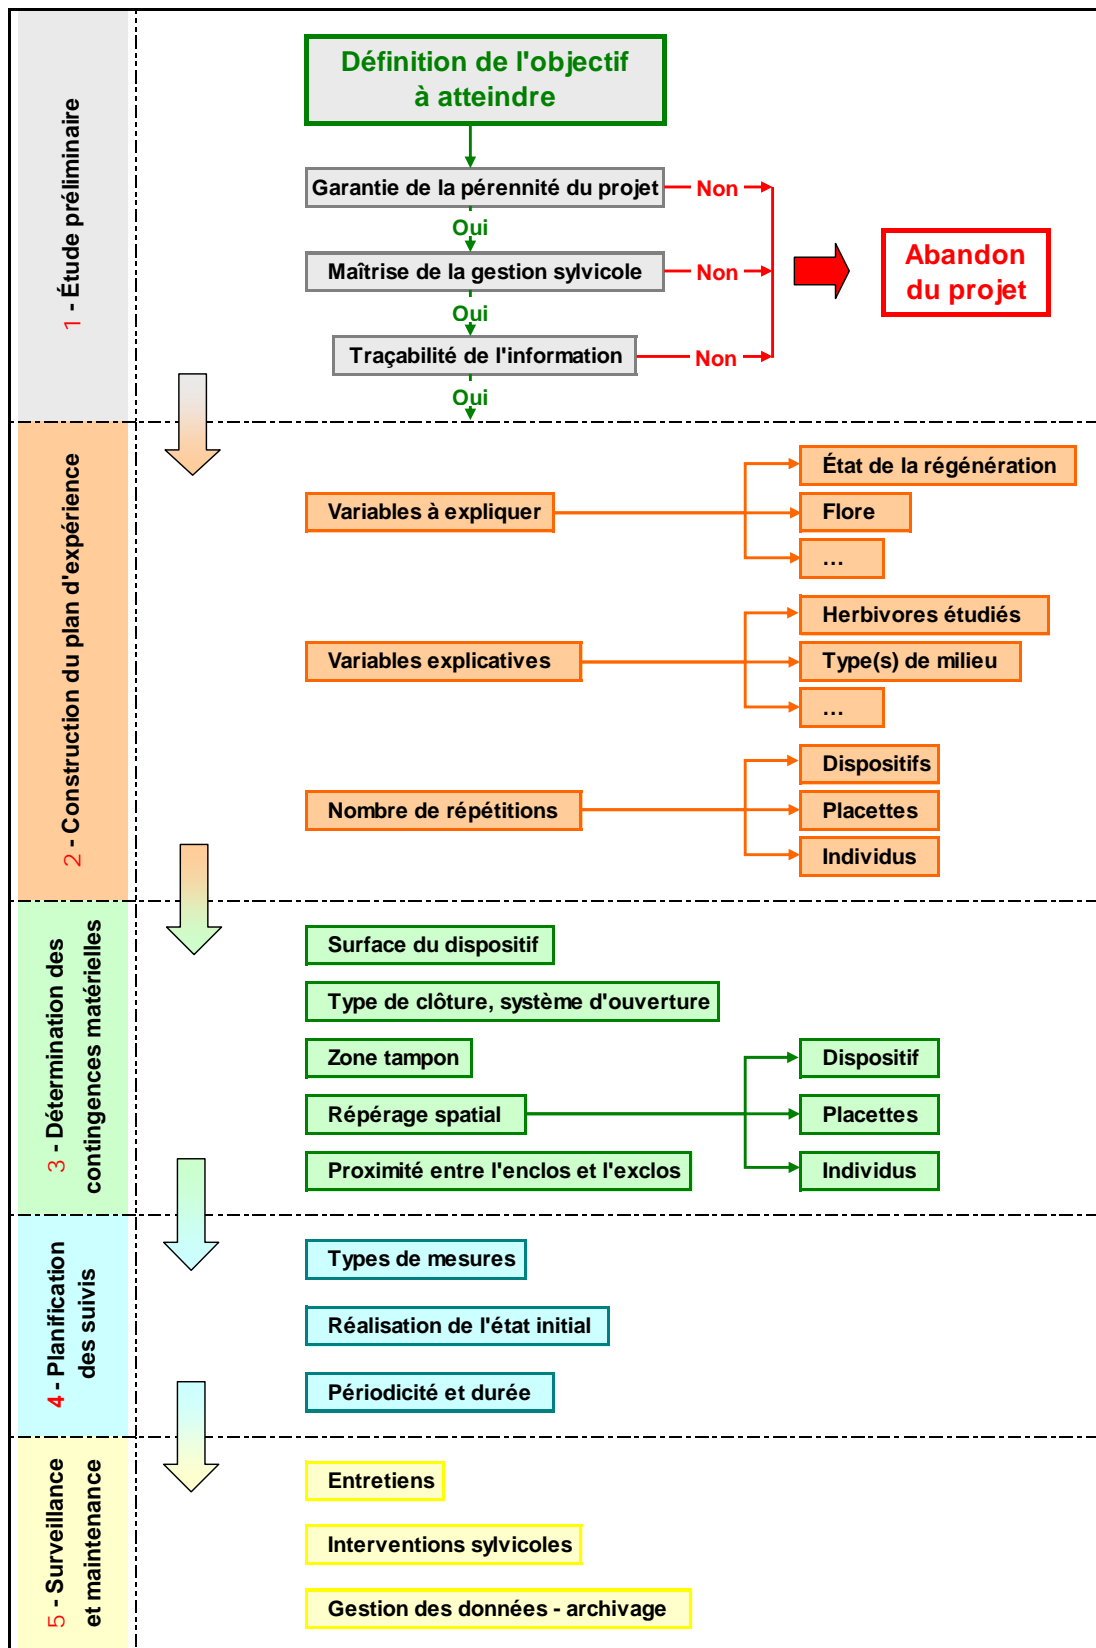 1 - Étude préliminaire
Définition de l'objectif
à atteindre
Garantie de la pérennité du projet
Non
Oui
Maîtrise de la gestion sylvicole
Non
Abandon
du projet
Oui
Traçabilité de l'information
Non
Oui
2 - Construction du plan d'expérience
Variables à expliquer
État de la régénération
Flore
...
Variables explicatives
Herbivores étudiés
Type(s) de milieu
...
Nombre de répétitions
Dispositifs
Placettes
Individus
3 - Détermination des
contingences matérielles
Surface du dispositif
Type de clôture, système d'ouverture
Zone tampon
Répérage spatial
Dispositif
Placettes
Individus
Proximité entre l'enclos et l'exclos
4 - Planification
des suivis
Types de mesures
Réalisation de l'état initial
Périodicité et durée
5 - Surveillance
et maintenance
Entretiens
Interventions sylvicoles
Gestion des données - archivage